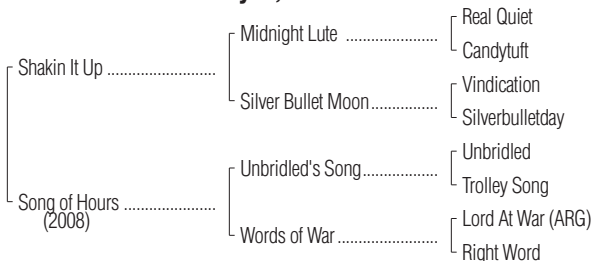 Real Quiet
Midnight Lute ......................
Candytuft
Shakin It Up ..........................
Vindication
Silver Bullet Moon................
Silverbulletday
Unbridled
Unbridled's Song..................
Trolley Song
Song of Hours ......................
(2008)
Lord At War (ARG)
Words of War ........................
Right Word